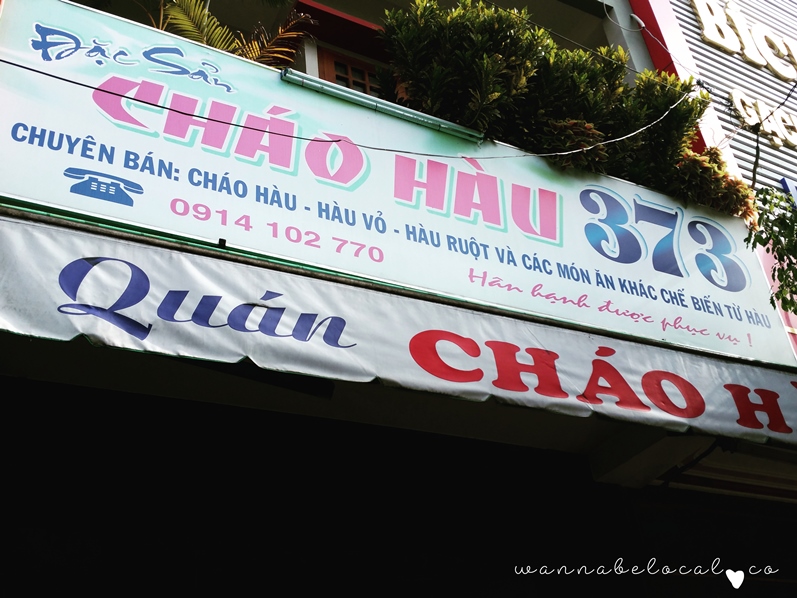 Đặc Sản
CHÁO HÀU 373
CHUYÊN BÁN: CHÁO HÀU - HÀU VỎ - HÀU RUỘT VÀ CÁC MÓN ĂN KHÁC CHẾ BIẾN TỪ HÀU
0914 102 770
Hân hạnh được phục vụ !
Quán CHÁO H
wannabelocal.co